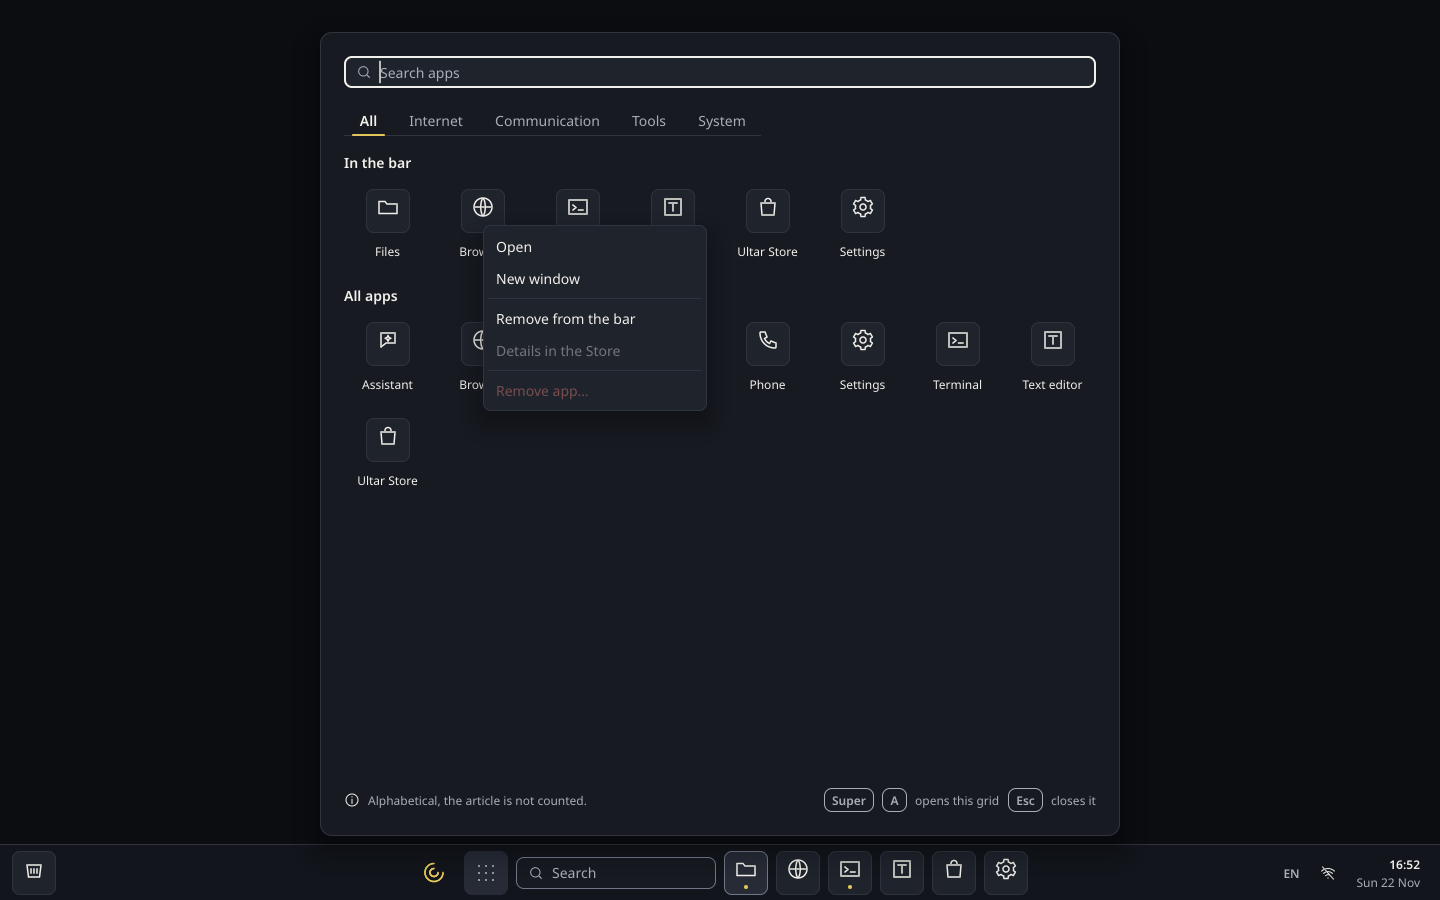 Search apps
All Internet Communication Tools System
In the bar
Files Ultar Store Settings
Open
New window
Remove from the bar
Details in the Store
Remove app...
All apps
Assistant Phone Settings Terminal Text editor
Ultar Store
Alphabetical, the article is not counted.
Super A opens this grid Esc closes it
Search
EN
16:52
Sun 22 Nov